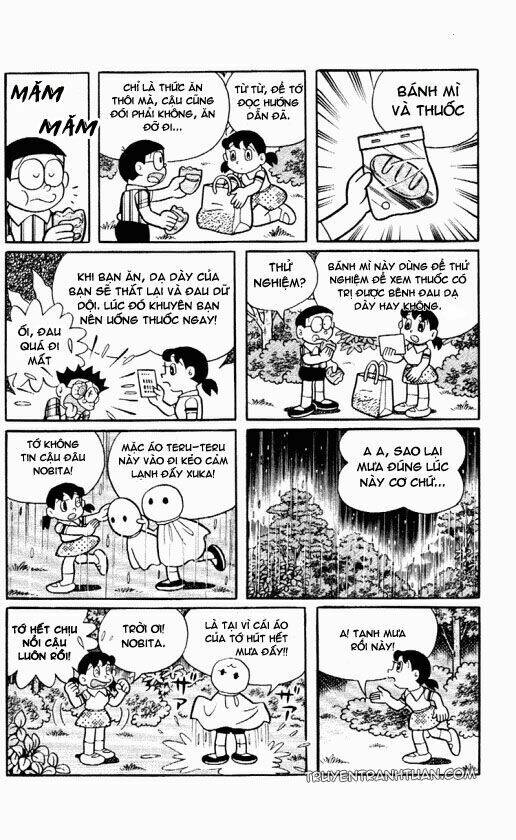 BÁNH MÌ
VÀ THUỐC
TỪ TỪ, ĐỂ TỚ
ĐỌC HƯỚNG
DẪN ĐÃ.
CHỈ LÀ THỨC ĂN
THÔI MÀ, CẬU CŨNG
ĐÓI PHẢI KHÔNG, ĂN
ĐỠ ĐI...
MĂM
MĂM
BÁNH MÌ NÀY DÙNG ĐỂ THỬ
NGHIỆM ĐỂ XEM THUỐC CÓ
TRỊ ĐƯỢC BỆNH ĐAU DẠ
DÀY HAY KHÔNG.
THỬ
NGHIỆM?
KHI BẠN ĂN, DẠ DÀY CỦA
BẠN SẼ THẮT LẠI VÀ ĐAU DỮ
DỘI. LÚC ĐÓ KHUYÊN BẠN
NÊN UỐNG THUỐC NGAY!
ỐI, ĐAU
QUÁ ĐI
MẤT
A A, SAO LẠI
MƯA ĐÚNG LÚC
NÀY CƠ CHỨ...
MẶC ÁO TERU-TERU
NÀY VÀO ĐI KẺO CẢM
LẠNH ĐẤY XUKA!
TỚ KHÔNG
TIN CẬU ĐÂU
NOBITA!
A! TẠNH MƯA
RỒI NÀY!
LÀ TẠI VÌ CÁI ÁO
CỦA TỚ HÚT HẾT
MƯA ĐẤY!!
TRỜI ƠI!
NOBITA.
TỚ HẾT CHỊU
NỔI CẬU
LUÔN RỒI!
TRUYENTRANHTUAN.COM